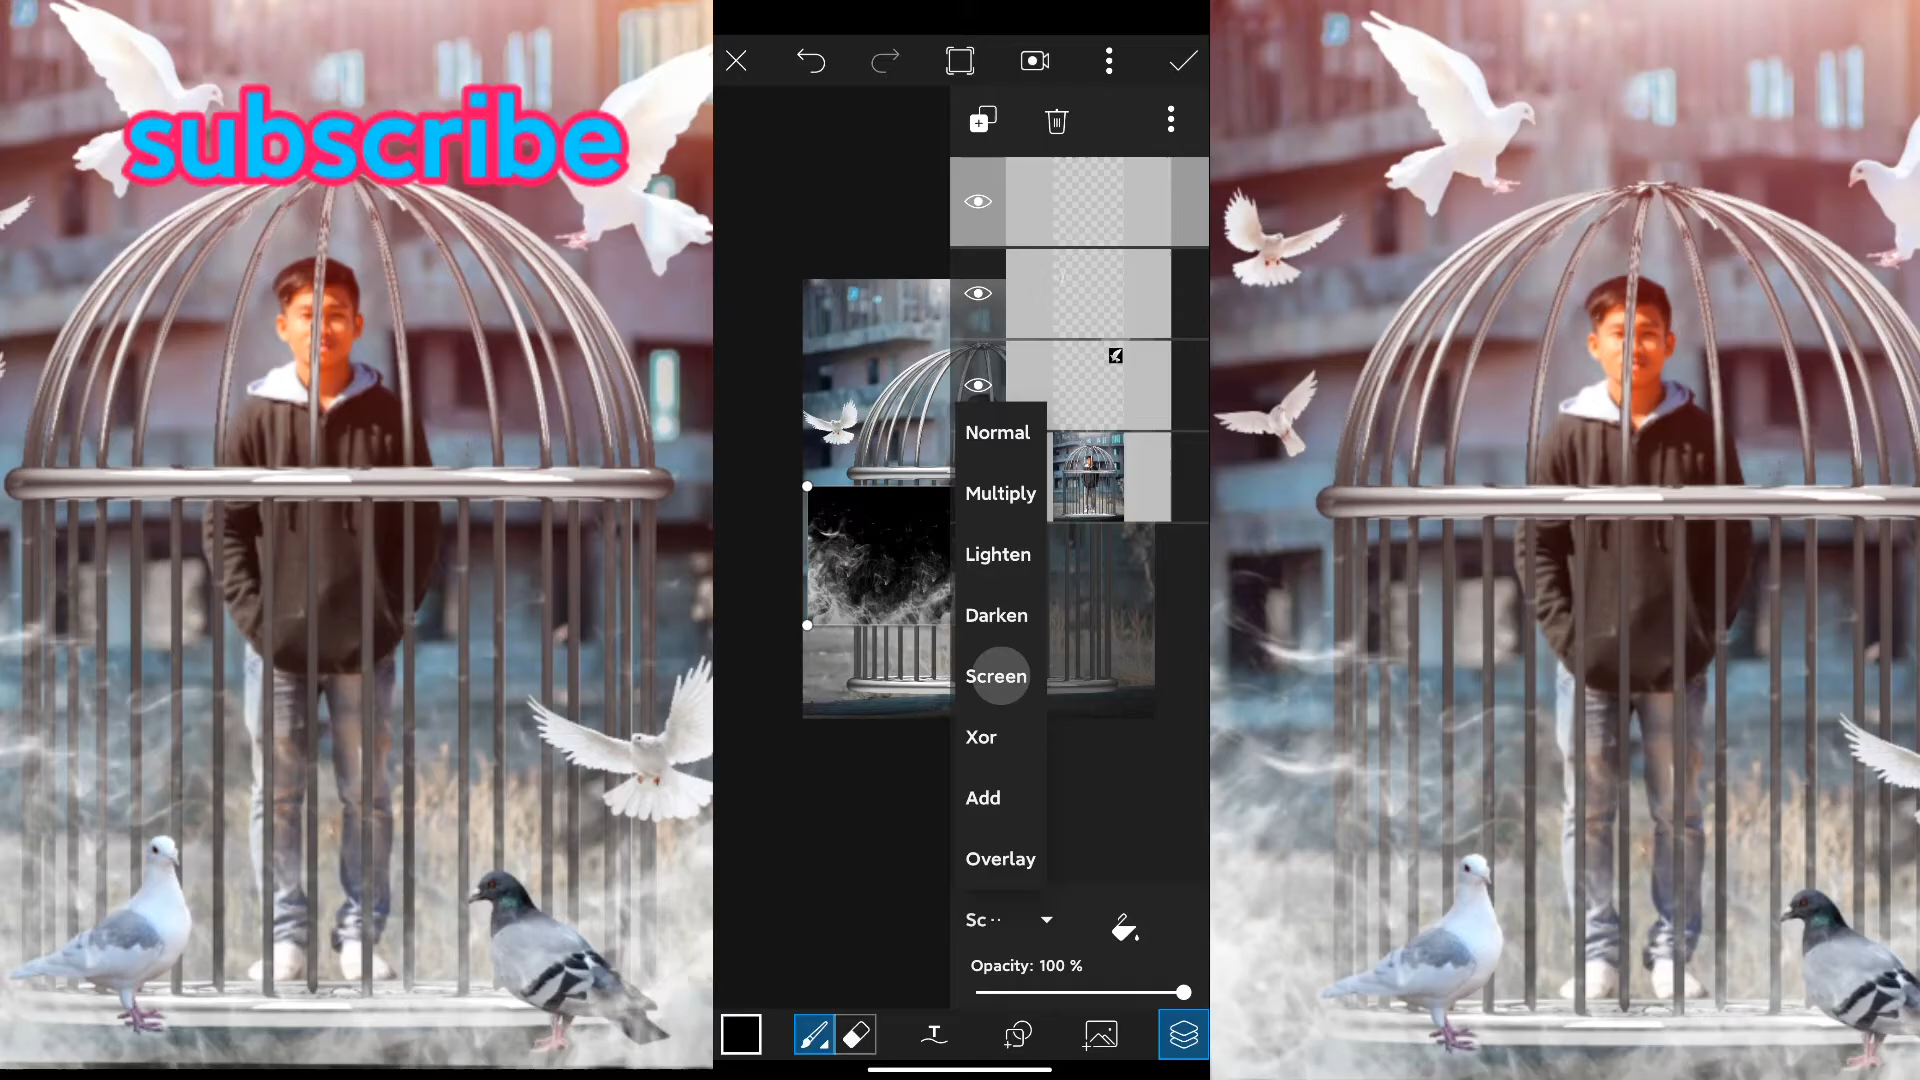 subscribe
Normal
Multiply
Lighten
Darken
Screen
Xor
Add
Overlay
Sc ··
Opacity: 100 %
T